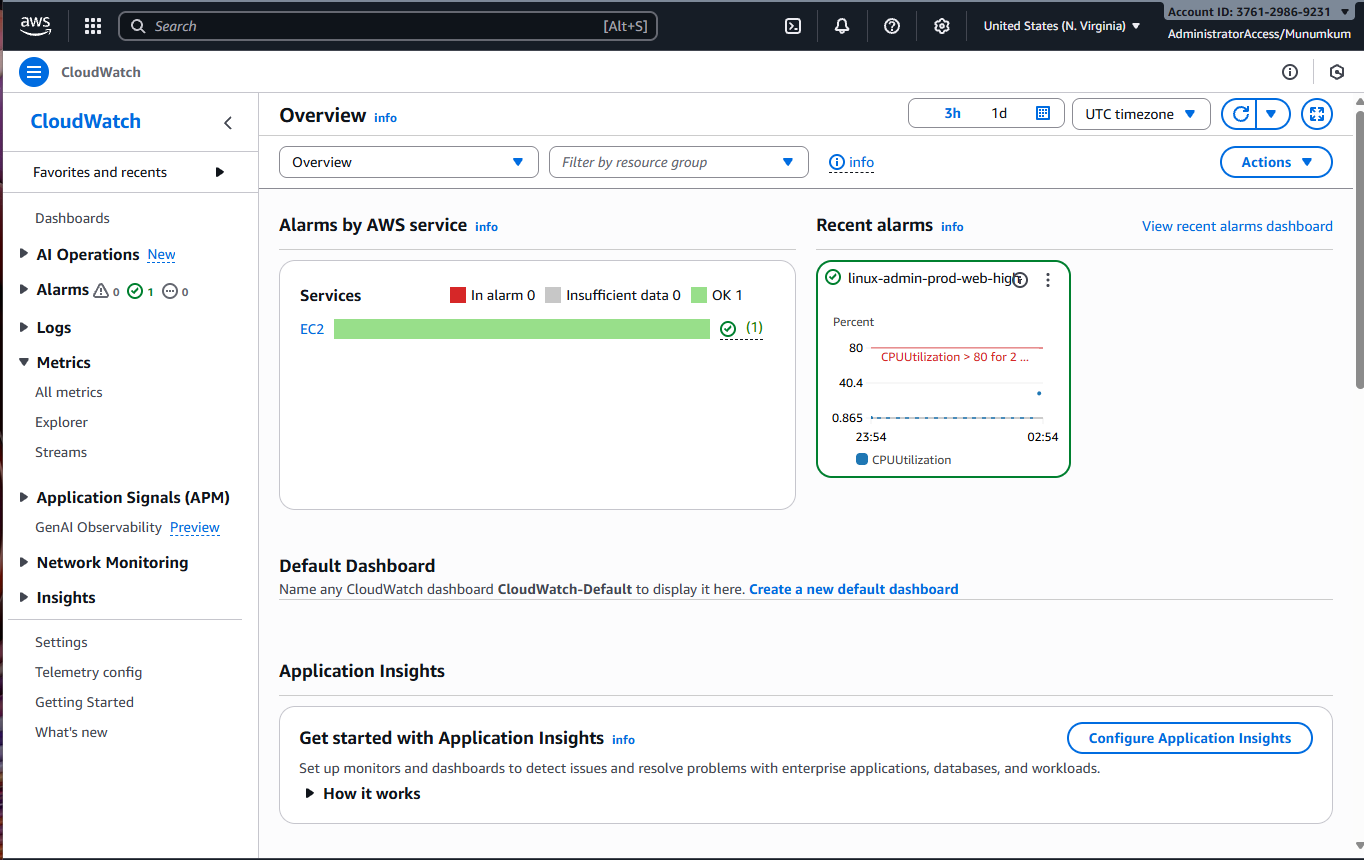 aws
Search [Alt+S]
United States (N. Virginia)
Account ID: 3761-2986-9231
AdministratorAccess/Munumkum
CloudWatch
CloudWatch
Favorites and recents
Dashboards
AI Operations New
Alarms 0 1 0
Logs
Metrics
All metrics
Explorer
Streams
Application Signals (APM)
GenAI Observability Preview
Network Monitoring
Insights
Settings
Telemetry config
Getting Started
What's new
Overview info
3h 1d
UTC timezone
Overview
Filter by resource group
info
Actions
Alarms by AWS service info
Services
In alarm 0 Insufficient data 0 OK 1
EC2 (1)
Recent alarms info
View recent alarms dashboard
linux-admin-prod-web-high
Percent
80
CPUUtilization > 80 for 2 ...
40.4
0.865
23:54 02:54
CPUUtilization
Default Dashboard
Name any CloudWatch dashboard CloudWatch-Default to display it here. Create a new default dashboard
Application Insights
Get started with Application Insights info
Configure Application Insights
Set up monitors and dashboards to detect issues and resolve problems with enterprise applications, databases, and workloads.
How it works